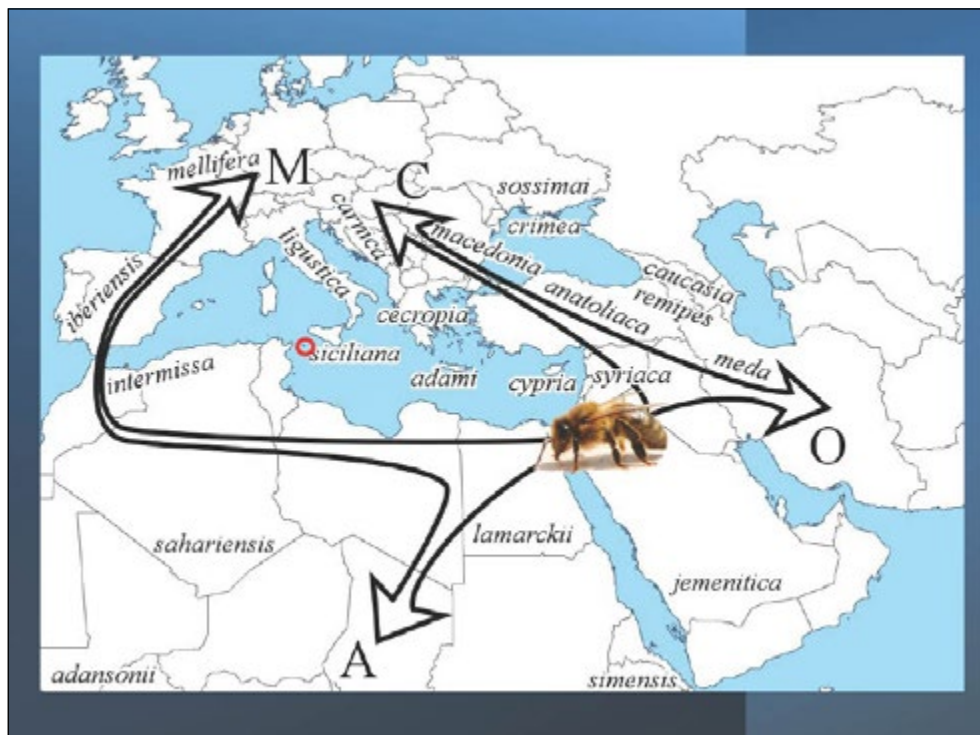 mellifera
M
C
sossimai
crimea
carnica
macedonia
ligustica
iberiensis
caucasia
remipes
anatoliaca
cecropia
siciliana
intermissa
adami
cypria
syriaca
meda
O
sahariensis
lamarckii
jemenitica
A
adansonii
simensis